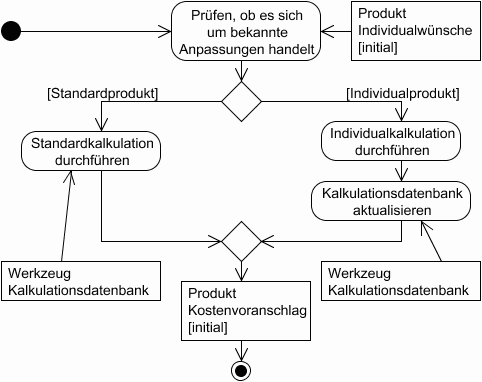 Prüfen, ob es sich
um bekannte
Anpassungen handelt
Produkt
Individualwünsche
[initial]
[Standardprodukt]
[Individualprodukt]
Standardkalkulation
durchführen
Individualkalkulation
durchführen
Kalkulationsdatenbank
aktualisieren
Werkzeug
Kalkulationsdatenbank
Produkt
Kostenvoranschlag
[initial]
Werkzeug
Kalkulationsdatenbank